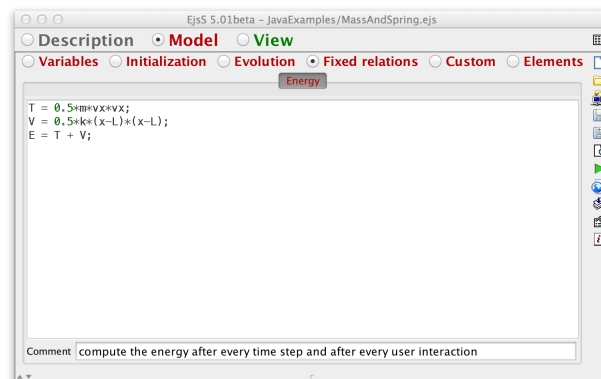 EjsS 5.01beta – JavaExamples/MassAndSpring.ejs
Description Model View
Variables Initialization Evolution Fixed relations Custom Elements
Energy
T = 0.5*m*vx*vx;
V = 0.5*k*(x-L)*(x-L);
E = T + V;
Comment compute the energy after every time step and after every user interaction